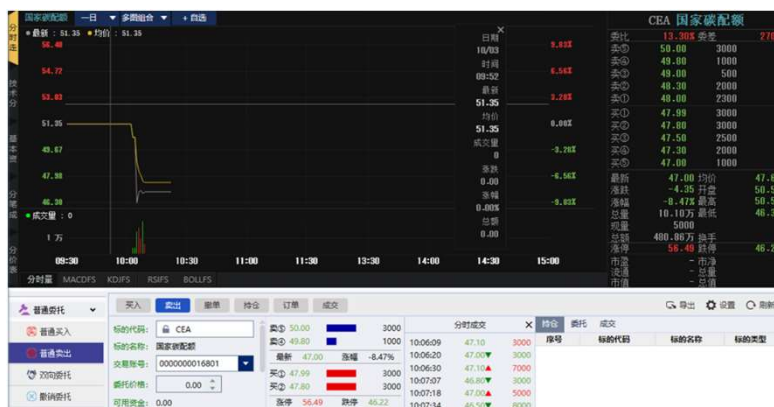 国家碳配额 一日 多图组合 + 自选
最新 : 51.35 均价 : 51.35
56.40 9.83%
54.72 6.56%
53.03 3.28%
51.35 0.00%
49.67 -3.28%
47.98 -6.56%
46.30 -9.83%
成交量 : 0
1 万
09:30 10:00 10:30 11:00 11:30 13:30 14:00 14:30 15:00
分时量 MACDFS KDJFS RSIFS BOLLFS
日期
10/03
时间
09:52
最新
51.35
均价
51.35
成交量
0
涨跌
0.00
涨幅
0.00%
总额
0.00
CEA 国家碳配额
委比 13.30% 委差
卖⑤ 50.00 3000
卖④ 49.80 1000
卖③ 49.00 500
卖② 48.30 2000
卖① 48.00 2300
买① 47.99 3000
买② 47.80 3000
买③ 47.50 2500
买④ 47.30 2000
买⑤ 47.00 1000
最新 47.00 均价
涨跌 -4.35 开盘
涨幅 -8.47% 最高
总量 10.10万 最低
现量 5000
总额 480.86万 换手
涨停 56.49 跌停
市盈 - 市净
流通 - 总量
市值 - 总值
普通委托
普通买入
普通卖出
双向委托
撤销委托
买入 卖出 撤单 持仓 订单 成交
导出 设置 刷新
标的代码: CEA
标的名称: 国家碳配额
交易账号: 0000000016801
委托价格: 0.00
可用资金: 0.00
卖⑤ 50.00 3000
卖④ 49.80 1000
最新 47.00 涨幅 -8.47%
买① 47.99 3000
买② 47.80 3000
涨停 56.49 跌停 46.22
分时成交
10:06:09 47.10 3000
10:06:20 47.00▼ 3000
10:06:30 47.10▲ 7000
10:07:07 46.80▼ 3000
10:07:18 47.00▲ 5000
10:07:34 46.50▼ 8000
持仓 委托 成交
序号 标的代码 标的名称 标的类型